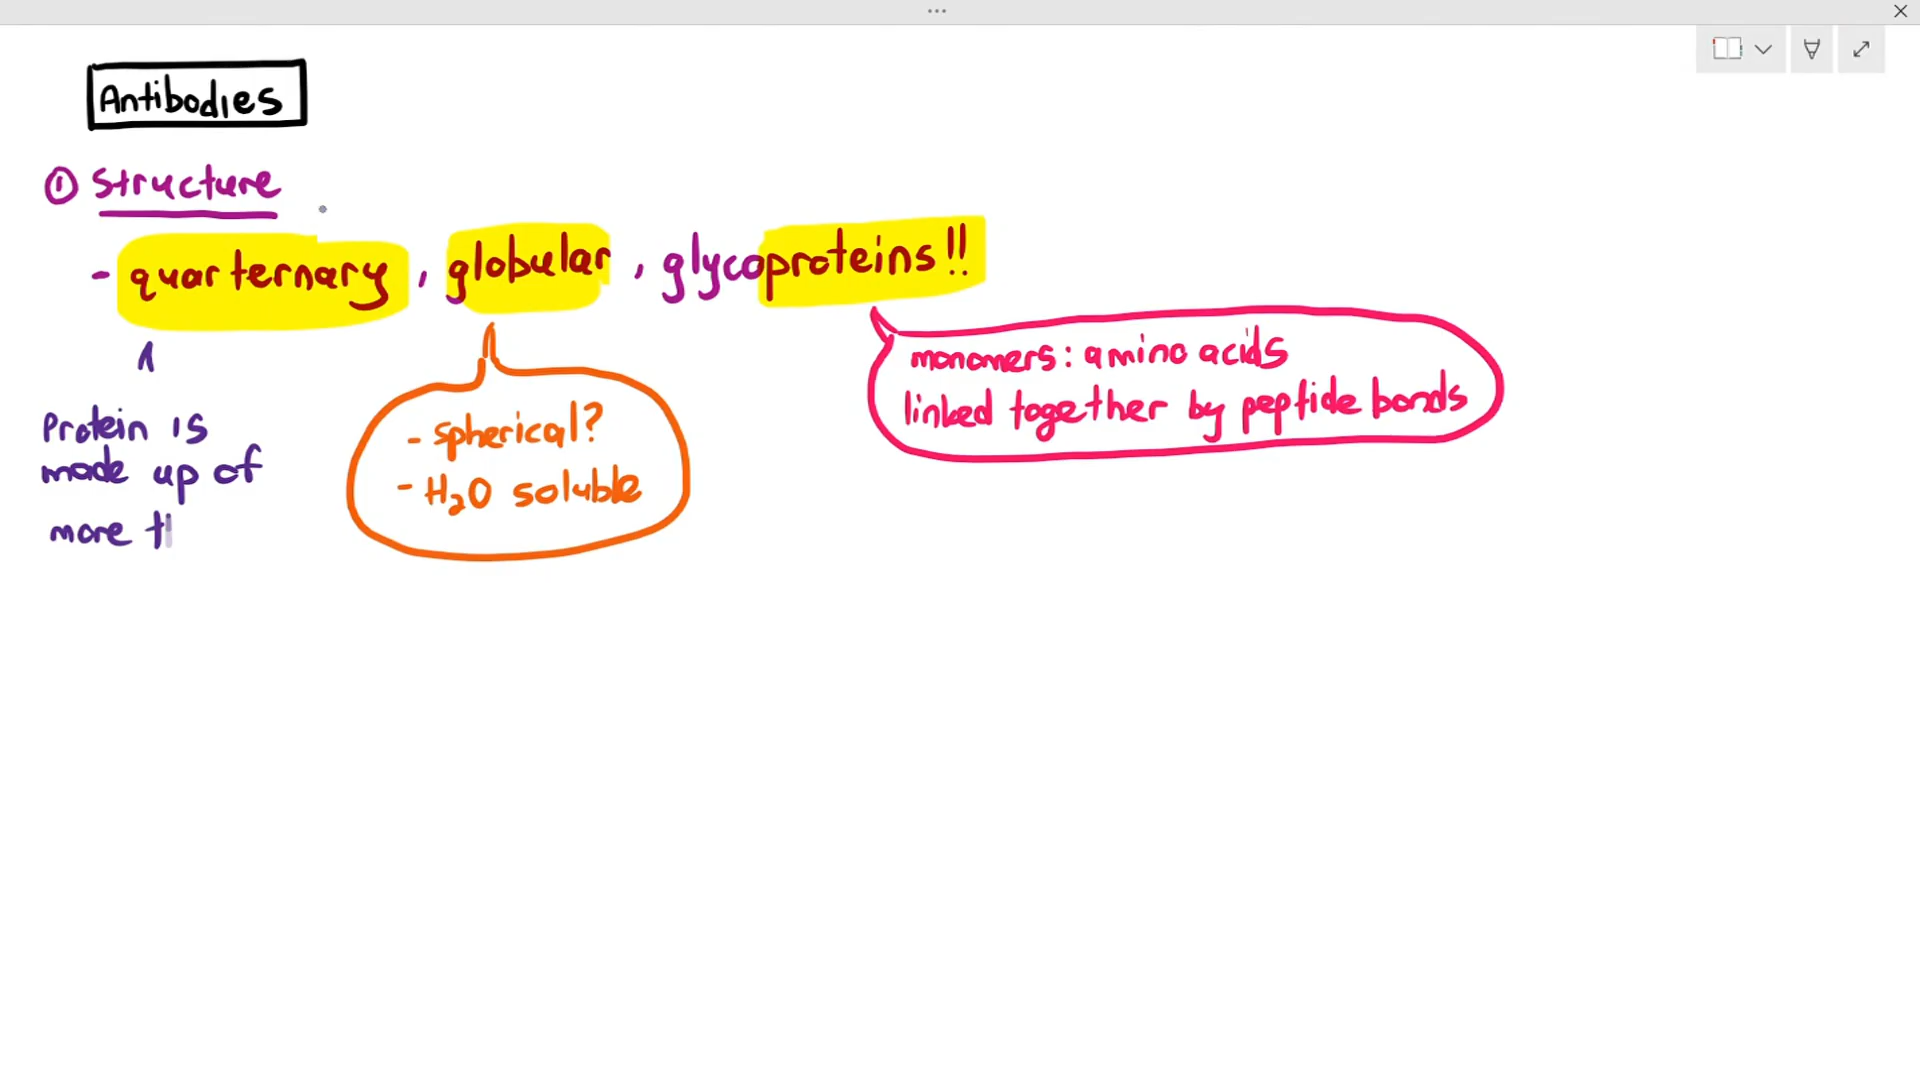 Antibodies
① Structure
- quarternary, globular, glycoproteins!!
monomers: amino acids
linked together by peptide bonds
- spherical?
- H₂O soluble
Protein is
made up of
more